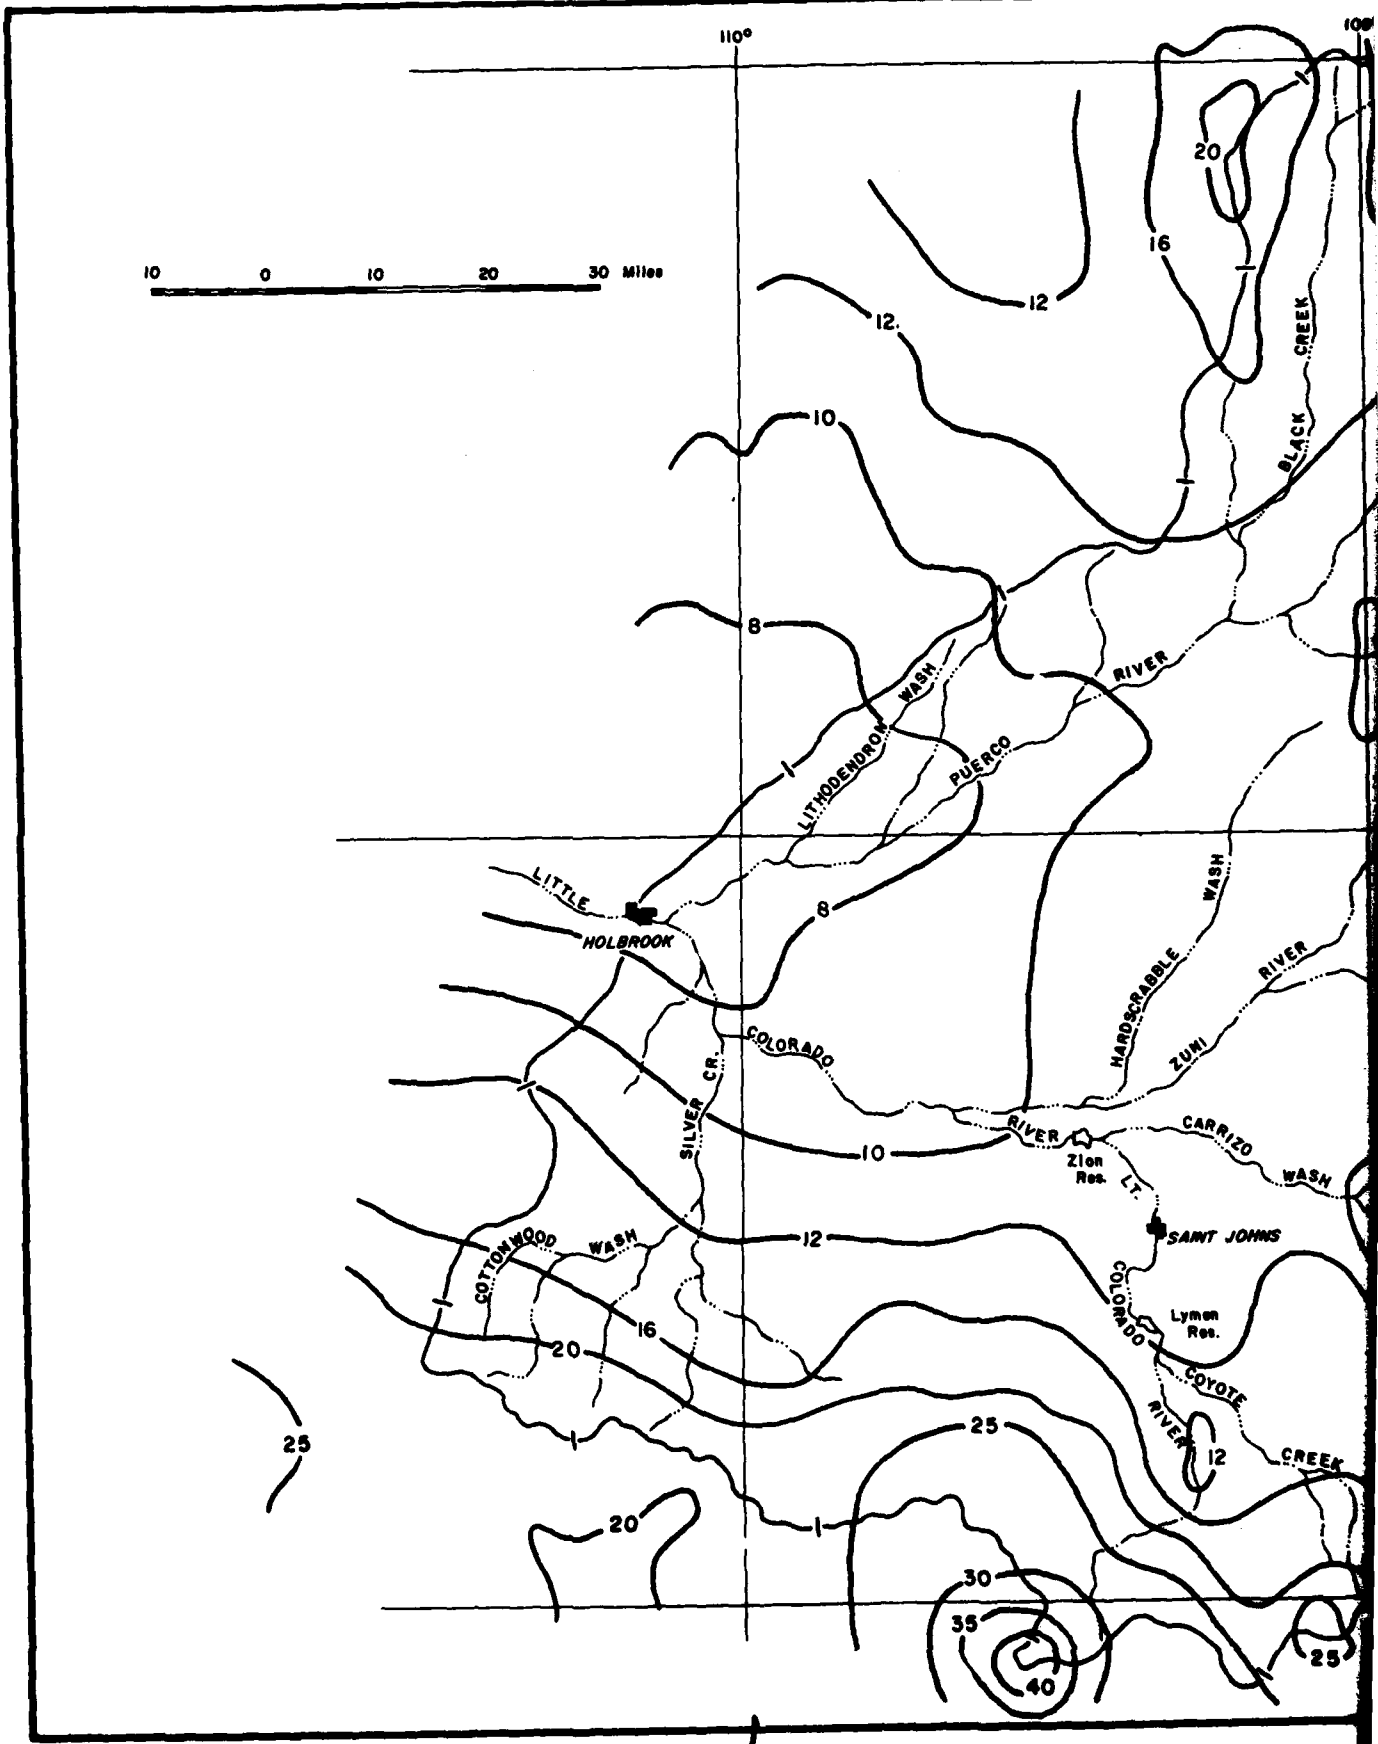 110°
20
16
10 0 10 20 30 Miles
12
12.
BLACK CREEK
10
8
LITHODENDRON WASH
PUERCO RIVER
LITTLE
HOLBROOK
8
HARDSCRABBLE WASH
ZUMI RIVER
COLORADO
SILVER CR.
RIVER
CARRIZO WASH
10
Zion
Res.
LT.
12
SAINT JOHNS
COTTONWOOD WASH
COLORADO
Lyman
Res.
16
20
COYOTE
RIVER
25
25
12
CREEK
20
30
35
25
40